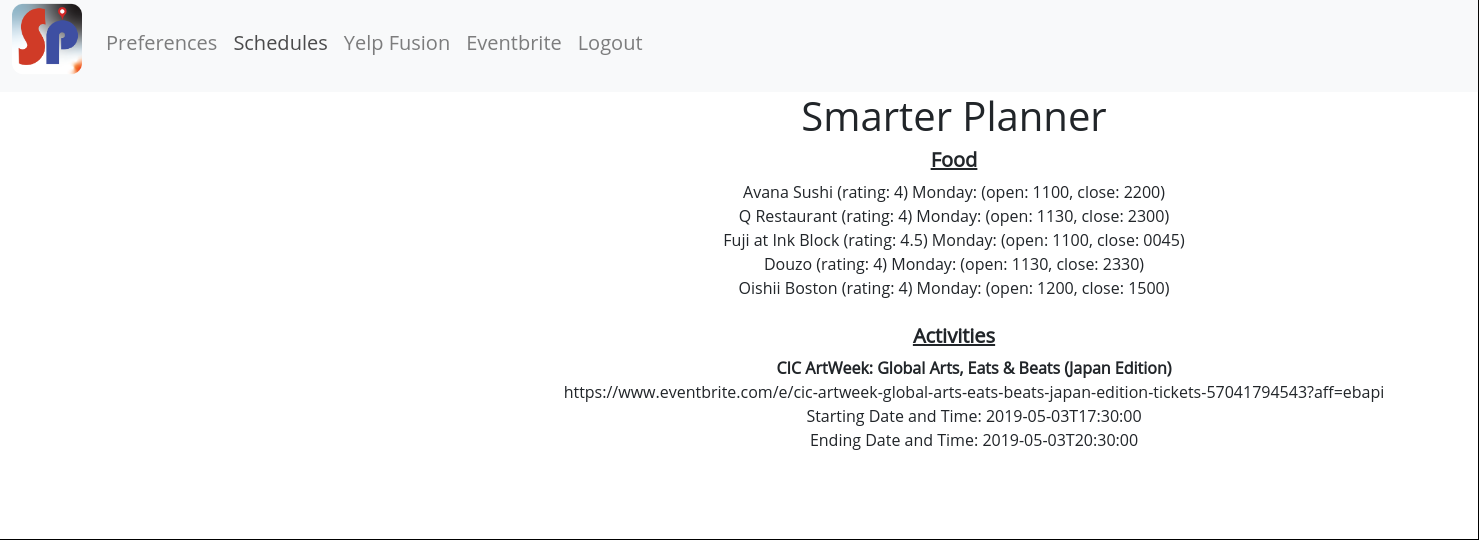 SP
Preferences Schedules Yelp Fusion Eventbrite Logout
Smarter Planner
Food
Avana Sushi (rating: 4) Monday: (open: 1100, close: 2200)
Q Restaurant (rating: 4) Monday: (open: 1130, close: 2300)
Fuji at Ink Block (rating: 4.5) Monday: (open: 1100, close: 0045)
Douzo (rating: 4) Monday: (open: 1130, close: 2330)
Oishii Boston (rating: 4) Monday: (open: 1200, close: 1500)
Activities
CIC ArtWeek: Global Arts, Eats & Beats (Japan Edition)
https://www.eventbrite.com/e/cic-artweek-global-arts-eats-beats-japan-edition-tickets-57041794543?aff=ebapi
Starting Date and Time: 2019-05-03T17:30:00
Ending Date and Time: 2019-05-03T20:30:00